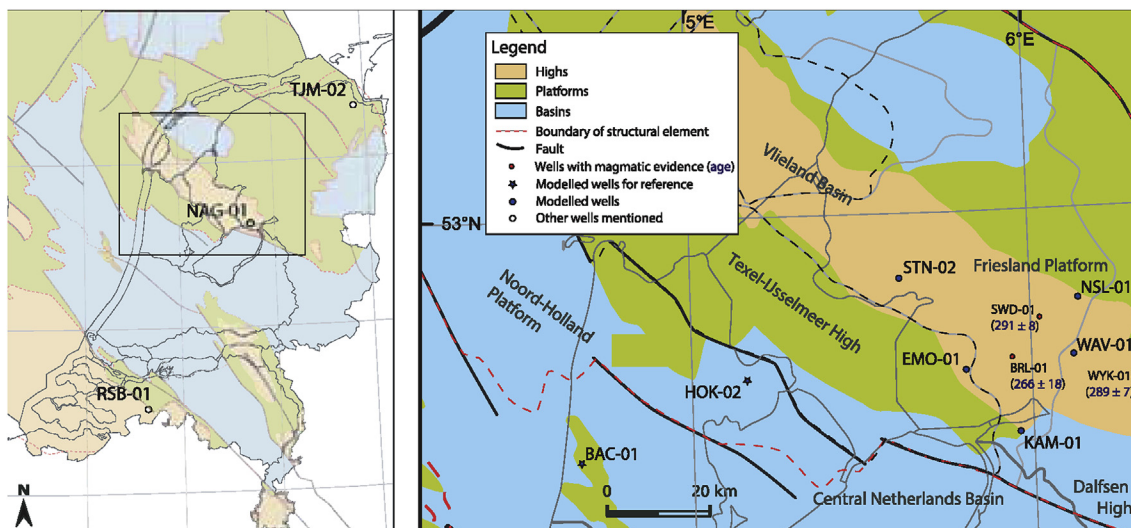 TJM-02
NAG-01
RSB-01
N
5°E
6°E
53°N
Legend
Highs
Platforms
Basins
Boundary of structural element
Fault
Wells with magmatic evidence (age)
Modelled wells for reference
Modelled wells
Other wells mentioned
Vlieland Basin
Noord-Holland
Platform
Texel-IJsselmeer High
STN-02
Friesland Platform
NSL-01
SWD-01
(291 ± 8)
EMO-01
WAV-01
BRL-01
(266 ± 18)
WYK-01
(289 ± 7)
HOK-02
KAM-01
BAC-01
0 20 km
Central Netherlands Basin
Dalfsen
High